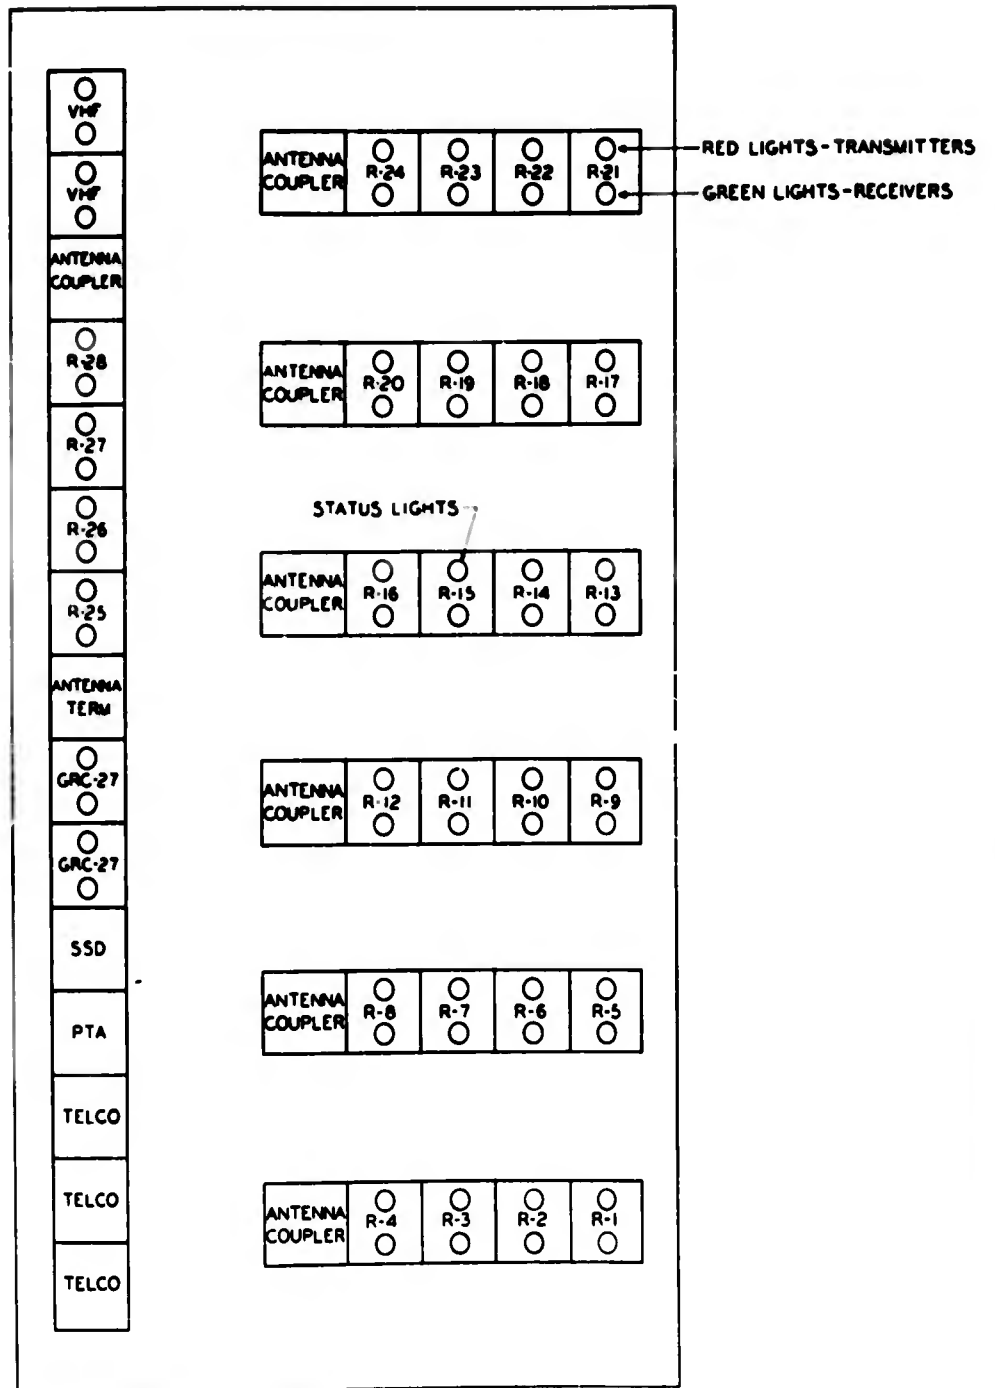 VHF
VHF
ANTENNA
COUPLER
R-28
R-27
R-26
R-25
ANTENNA
TERM
GRC-27
GRC-27
SSD
PTA
TELCO
TELCO
TELCO
ANTENNA
COUPLER
R-24 R-23 R-22 R-21
RED LIGHTS-TRANSMITTERS
GREEN LIGHTS-RECEIVERS
ANTENNA
COUPLER
R-20 R-19 R-18 R-17
STATUS LIGHTS
ANTENNA
COUPLER
R-16 R-15 R-14 R-13
ANTENNA
COUPLER
R-12 R-11 R-10 R-9
ANTENNA
COUPLER
R-8 R-7 R-6 R-5
ANTENNA
COUPLER
R-4 R-3 R-2 R-1